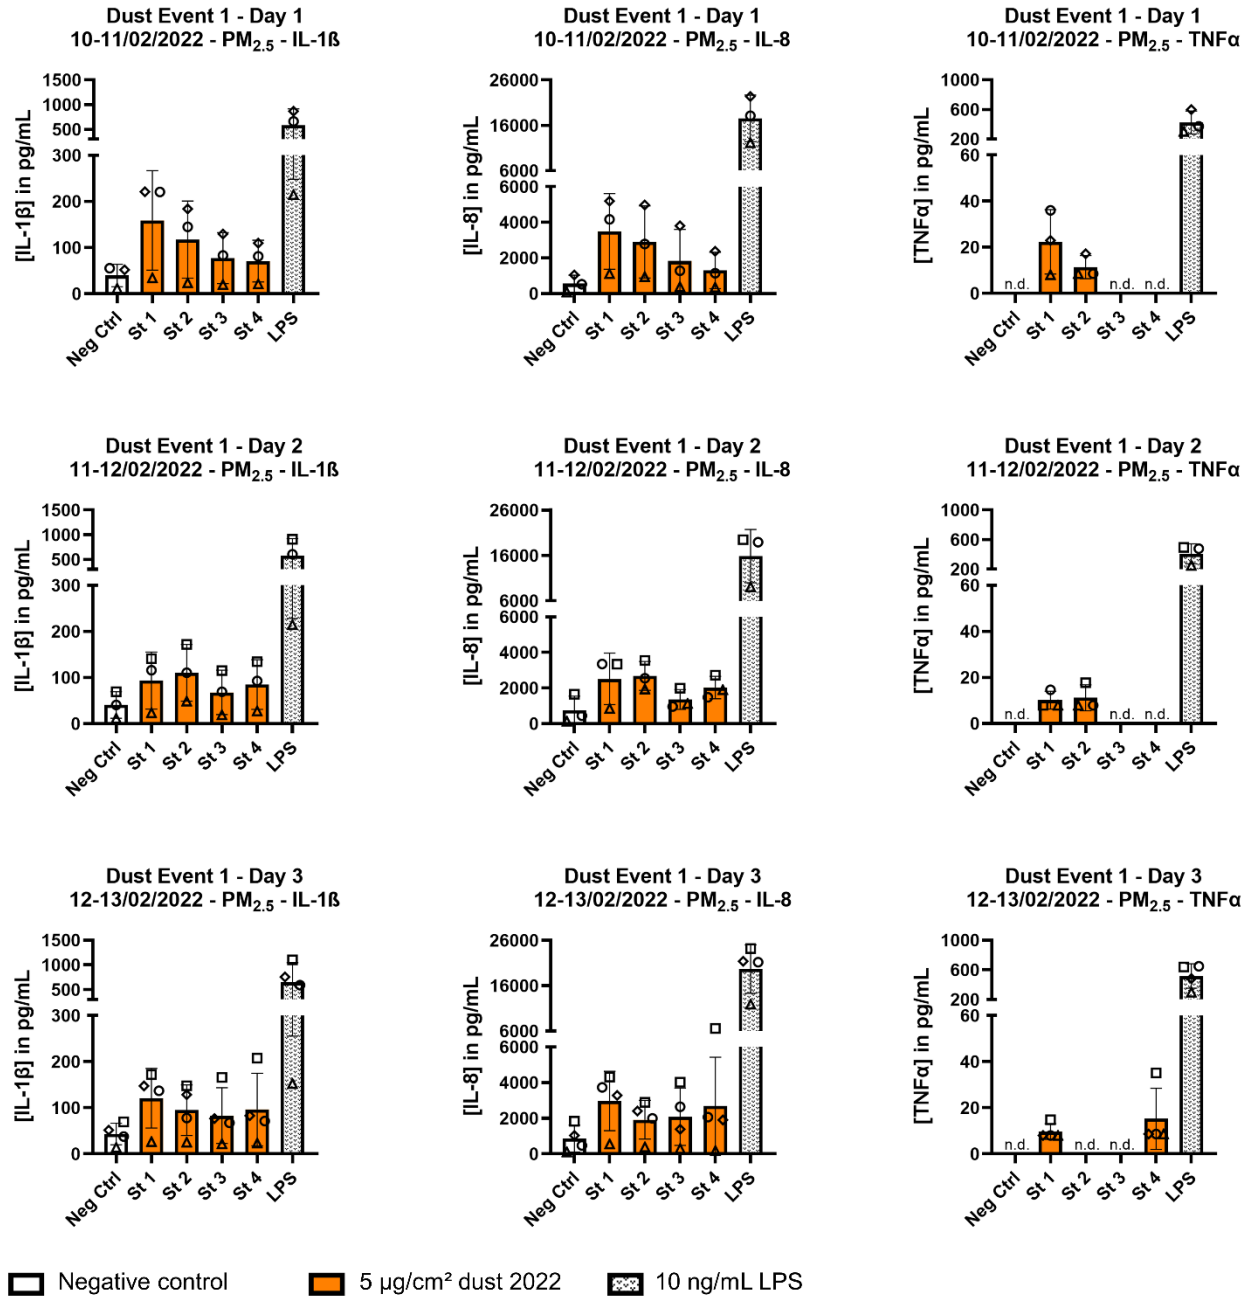 Dust Event 1 - Day 1
10-11/02/2022 - PM2.5 - IL-1ß
[IL-1β] in pg/mL
1500
1000
500
300
200
100
0
Neg Ctrl
St 1
St 2
St 3
St 4
LPS
Dust Event 1 - Day 1
10-11/02/2022 - PM2.5 - IL-8
[IL-8] in pg/mL
26000
16000
6000
6000
4000
2000
0
Neg Ctrl
St 1
St 2
St 3
St 4
LPS
Dust Event 1 - Day 1
10-11/02/2022 - PM2.5 - TNFα
[TNFα] in pg/mL
1000
600
200
60
40
20
0
n.d.
n.d.
n.d.
Neg Ctrl
St 1
St 2
St 3
St 4
LPS
Dust Event 1 - Day 2
11-12/02/2022 - PM2.5 - IL-1ß
[IL-1β] in pg/mL
1500
1000
500
300
200
100
0
Neg Ctrl
St 1
St 2
St 3
St 4
LPS
Dust Event 1 - Day 2
11-12/02/2022 - PM2.5 - IL-8
[IL-8] in pg/mL
26000
16000
6000
6000
4000
2000
0
Neg Ctrl
St 1
St 2
St 3
St 4
LPS
Dust Event 1 - Day 2
11-12/02/2022 - PM2.5 - TNFα
[TNFα] in pg/mL
1000
600
200
60
40
20
0
n.d.
n.d.
n.d.
Neg Ctrl
St 1
St 2
St 3
St 4
LPS
Dust Event 1 - Day 3
12-13/02/2022 - PM2.5 - IL-1ß
[IL-1β] in pg/mL
1500
1000
500
300
200
100
0
Neg Ctrl
St 1
St 2
St 3
St 4
LPS
Dust Event 1 - Day 3
12-13/02/2022 - PM2.5 - IL-8
[IL-8] in pg/mL
26000
16000
6000
6000
4000
2000
0
Neg Ctrl
St 1
St 2
St 3
St 4
LPS
Dust Event 1 - Day 3
12-13/02/2022 - PM2.5 - TNFα
[TNFα] in pg/mL
1000
600
200
60
40
20
0
n.d.
n.d.
n.d.
Neg Ctrl
St 1
St 2
St 3
St 4
LPS
Negative control
5 µg/cm² dust 2022
10 ng/mL LPS